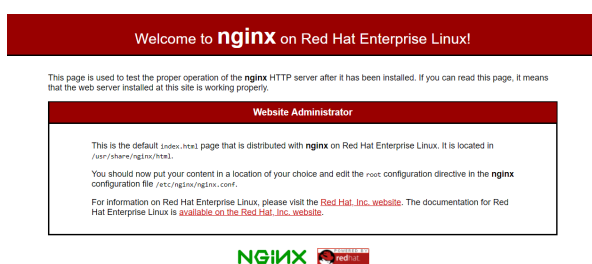 Welcome to nginx on Red Hat Enterprise Linux!
This page is used to test the proper operation of the nginx HTTP server after it has been installed. If you can read this page, it means
that the web server installed at this site is working properly.
Website Administrator
This is the default index.html page that is distributed with nginx on Red Hat Enterprise Linux. It is located in
/usr/share/nginx/html.
You should now put your content in a location of your choice and edit the root configuration directive in the nginx
configuration file /etc/nginx/nginx.conf.
For information on Red Hat Enterprise Linux, please visit the Red Hat, Inc. website. The documentation for Red
Hat Enterprise Linux is available on the Red Hat, Inc. website.
NGiNX
POWERED BY
redhat